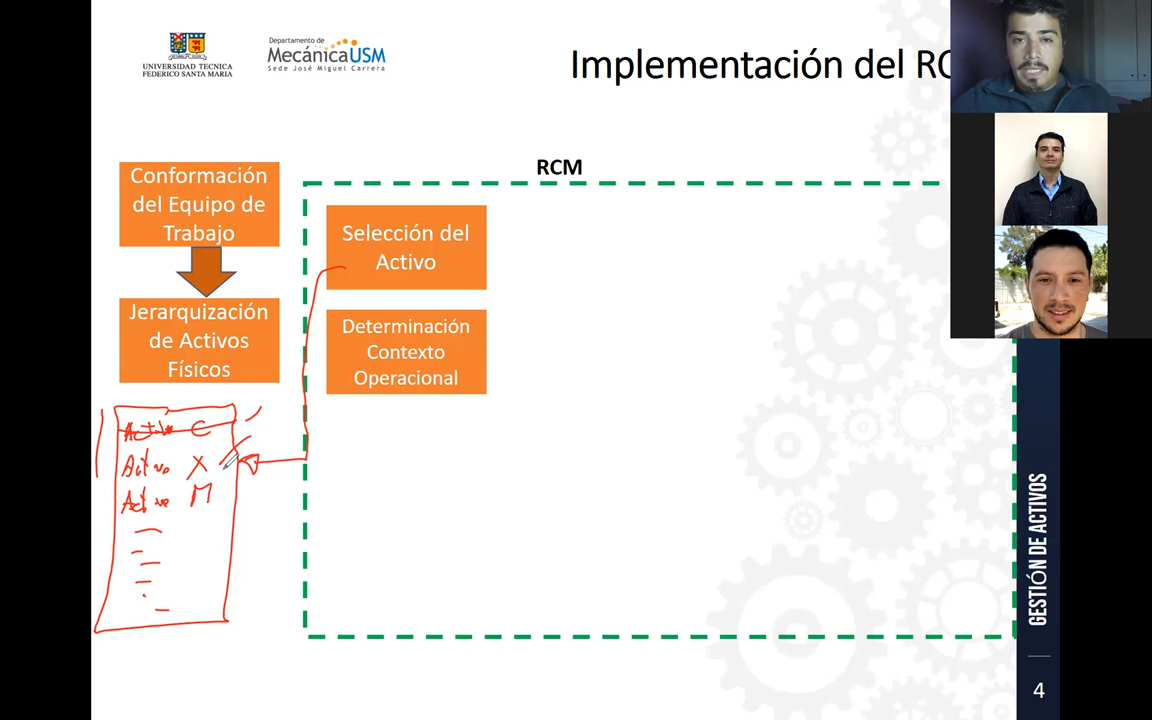 UNIVERSIDAD TECNICA
FEDERICO SANTA MARIA
Departamento de
MecánicaUSM
Sede José Miguel Carrera
Implementación del RC
RCM
Conformación
del Equipo de
Trabajo
Jerarquización
de Activos
Físicos
Selección del
Activo
Determinación
Contexto
Operacional
Activo C
Activo X
Activo M
GESTIÓN DE ACTIVOS
4